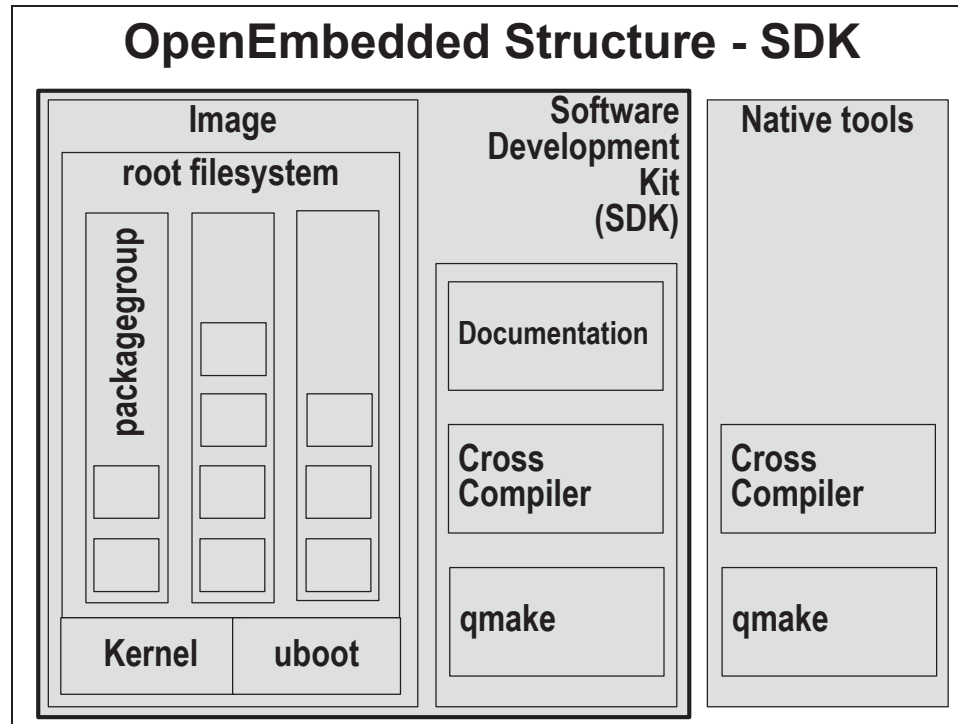 OpenEmbedded Structure - SDK
Image
root filesystem
packagegroup
Kernel
uboot
Software
Development
Kit
(SDK)
Documentation
Cross
Compiler
qmake
Native tools
Cross
Compiler
qmake